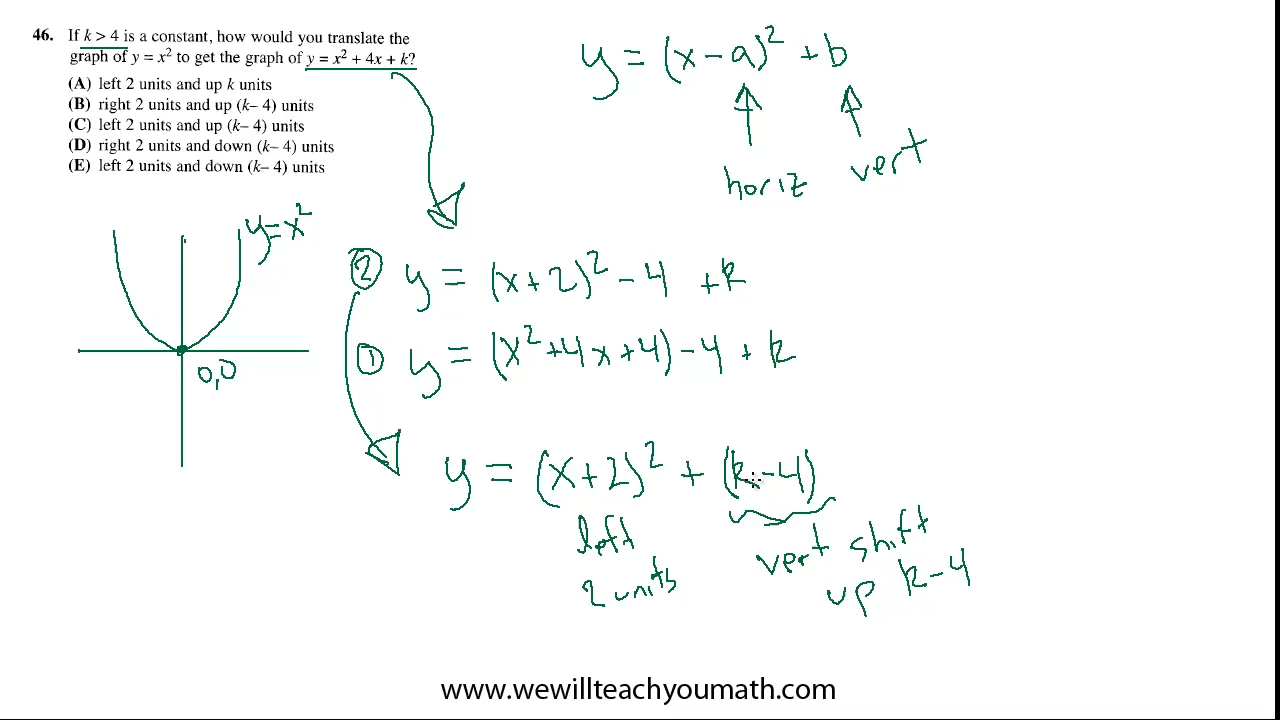 46. If k > 4 is a constant, how would you translate the
graph of y = x² to get the graph of y = x² + 4x + k?
(A) left 2 units and up k units
(B) right 2 units and up (k– 4) units
(C) left 2 units and up (k– 4) units
(D) right 2 units and down (k– 4) units
(E) left 2 units and down (k– 4) units
y = (x - a)² + b
horiz vert
y = x²
0,0
② y = (x+2)² - 4 + k
① y = (x² + 4x + 4) - 4 + k
y = (x+2)² + (k-4)
left
2 units
vert shift
up k-4
www.wewillteachyoumath.com